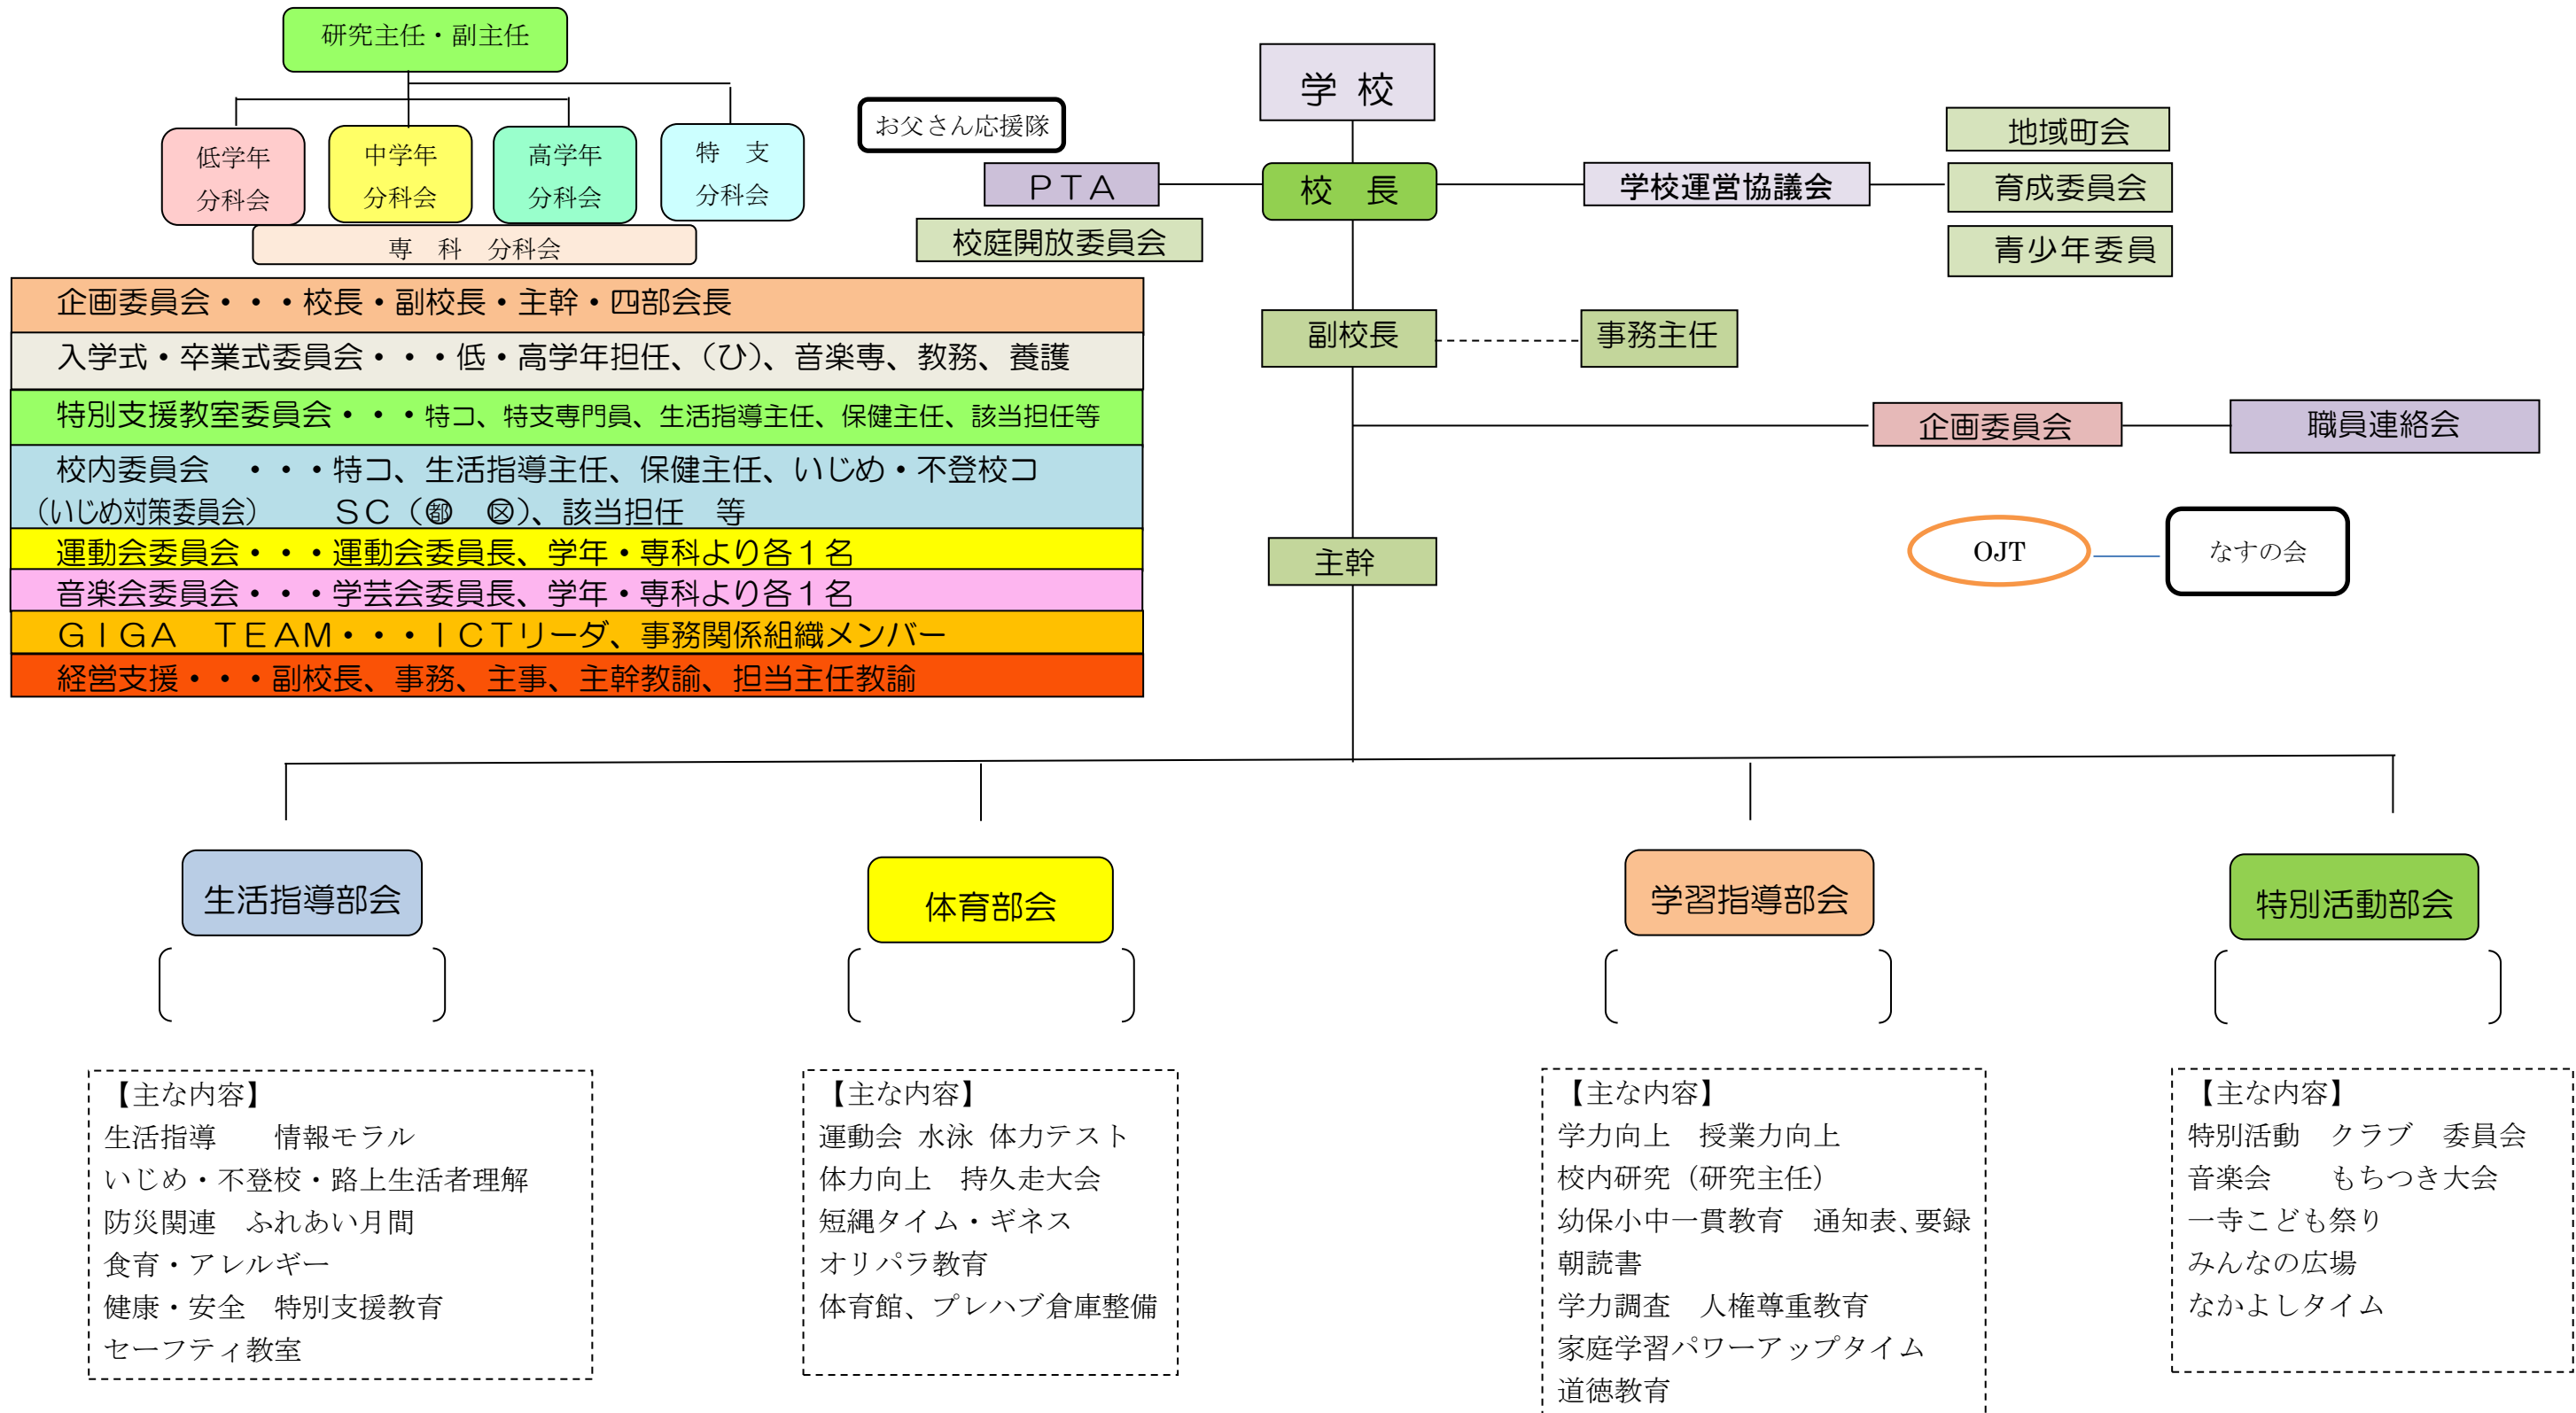 研究主任・副主任
低学年
分科会
中学年
分科会
高学年
分科会
特　支
分科会
専　科　分科会
お父さん応援隊
学 校
ＰＴＡ
校　長
学校運営協議会
地域町会
育成委員会
青少年委員
校庭開放委員会
副校長
事務主任
企画委員会
職員連絡会
主幹
OJT
なすの会
企画委員会・・・校長・副校長・主幹・四部会長
入学式・卒業式委員会・・・低・高学年担任、（ひ）、音楽専、教務、養護
特別支援教室委員会・・・特コ、特支専門員、生活指導主任、保健主任、該当担任等
校内委員会　・・・特コ、生活指導主任、保健主任、いじめ・不登校コ
（いじめ対策委員会）　　ＳＣ（都　区）、該当担任　等
運動会委員会・・・運動会委員長、学年・専科より各１名
音楽会委員会・・・学芸会委員長、学年・専科より各１名
ＧＩＧＡ　ＴＥＡＭ・・・ＩＣＴリーダ、事務関係組織メンバー
経営支援・・・副校長、事務、主事、主幹教諭、担当主任教諭
生活指導部会
【主な内容】
生活指導　　情報モラル
いじめ・不登校・路上生活者理解
防災関連　ふれあい月間
食育・アレルギー
健康・安全　特別支援教育
セーフティ教室
体育部会
【主な内容】
運動会 水泳 体力テスト
体力向上　持久走大会
短縄タイム・ギネス
オリパラ教育
体育館、プレハブ倉庫整備
学習指導部会
【主な内容】
学力向上　授業力向上
校内研究（研究主任）
幼保小中一貫教育　通知表、要録
朝読書
学力調査　人権尊重教育
家庭学習パワーアップタイム
道徳教育
特別活動部会
【主な内容】
特別活動　クラブ　委員会
音楽会　　もちつき大会
一寺こども祭り
みんなの広場
なかよしタイム